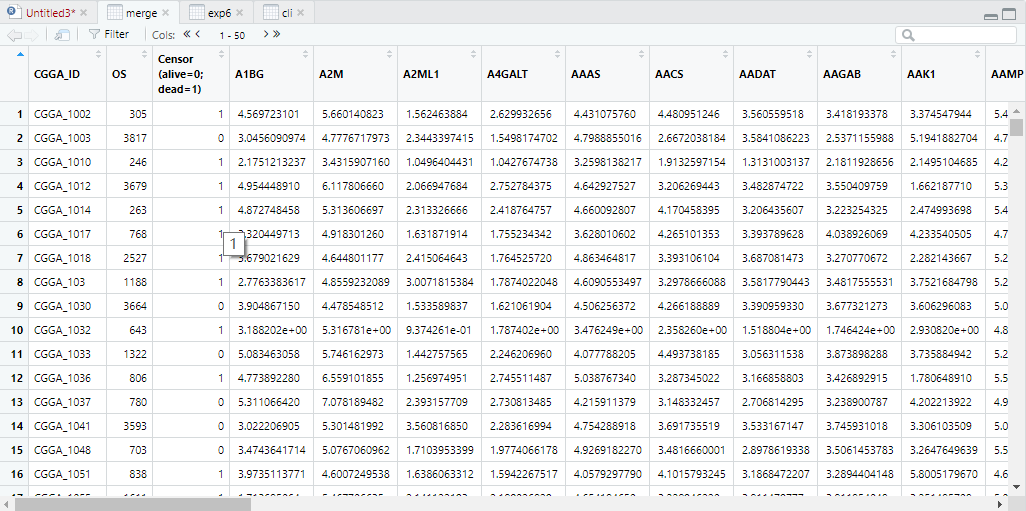 Untitled3* × merge × exp6 × cli ×
Filter Cols: « < 1 - 50 > »
CGGA_ID OS Censor (alive=0; dead=1) A1BG A2M A2ML1 A4GALT AAAS AACS AADAT AAGAB AAK1 AAMP
1 CGGA_1002 305 1 4.569723101 5.660140823 1.562463884 2.629932656 4.431075760 4.480951246 3.560559518 3.418193378 3.374547944 5.4
2 CGGA_1003 3817 0 3.0456090974 4.7776717973 2.3443397415 1.5498174702 4.7988855016 2.6672038184 3.5841086223 2.5371155988 5.1941882704 4.7
3 CGGA_1010 246 1 2.1751213237 3.4315907160 1.0496404431 1.0427674738 3.2598138217 1.9132597154 1.3131003137 2.1811928656 2.1495104685 4.2
4 CGGA_1012 3679 1 4.954448910 6.117806660 2.066947684 2.752784375 4.642927527 3.206269443 3.482874722 3.550409759 1.662187710 5.3
5 CGGA_1014 263 1 4.872748458 5.313606697 2.313326666 2.418764757 4.660092807 4.170458395 3.206435607 3.223254325 2.474993698 5.4
6 CGGA_1017 768 1 3.320449713 4.918301260 1.631871914 1.755234342 3.628010602 4.265101353 3.393789628 4.038926069 4.233540505 4.7
1
7 CGGA_1018 2527 1 3.679021629 4.644801177 2.415064643 1.764525720 4.863464817 3.393106104 3.687081473 3.270770672 2.282143667 5.2
8 CGGA_103 1188 1 2.7763383617 4.8559232089 3.0071815384 1.7874022048 4.6090553497 3.2978666088 3.5817790443 3.4817555531 3.7521684798 5.2
9 CGGA_1030 3664 0 3.904867150 4.478548512 1.533589837 1.621061904 4.506256372 4.266188889 3.390959330 3.677321273 3.606296083 5.0
10 CGGA_1032 643 1 3.188202e+00 5.316781e+00 9.374261e-01 1.787402e+00 3.476249e+00 2.358260e+00 1.518804e+00 1.746424e+00 2.930820e+00 4.8
11 CGGA_1033 1322 0 5.083463058 5.746162973 1.442757565 2.246206960 4.077788205 4.493738185 3.056311538 3.873898288 3.735884942 5.2
12 CGGA_1036 806 1 4.773892280 6.559101855 1.256974951 2.745511487 5.038767340 3.287345022 3.166858803 3.426892915 1.780648910 5.5
13 CGGA_1037 780 0 5.311066420 7.078189482 2.393157709 2.730813485 4.215911379 3.148332457 2.706814295 3.238900787 4.202213922 4.9
14 CGGA_1041 3593 0 3.022206905 5.301481992 3.560816850 2.283616994 4.754288918 3.691735519 3.533167147 3.745931018 3.306103509 5.0
15 CGGA_1048 703 0 3.4743641714 5.0767060962 1.7103953399 1.9774066178 4.9269182270 3.4816660001 2.8978619338 3.5061453783 3.2647649639 5.5
16 CGGA_1051 838 1 3.9735113771 4.6007249538 1.6386063312 1.5942267517 4.0579297790 4.1015793245 3.1868472207 3.2894404148 5.8005179670 4.6